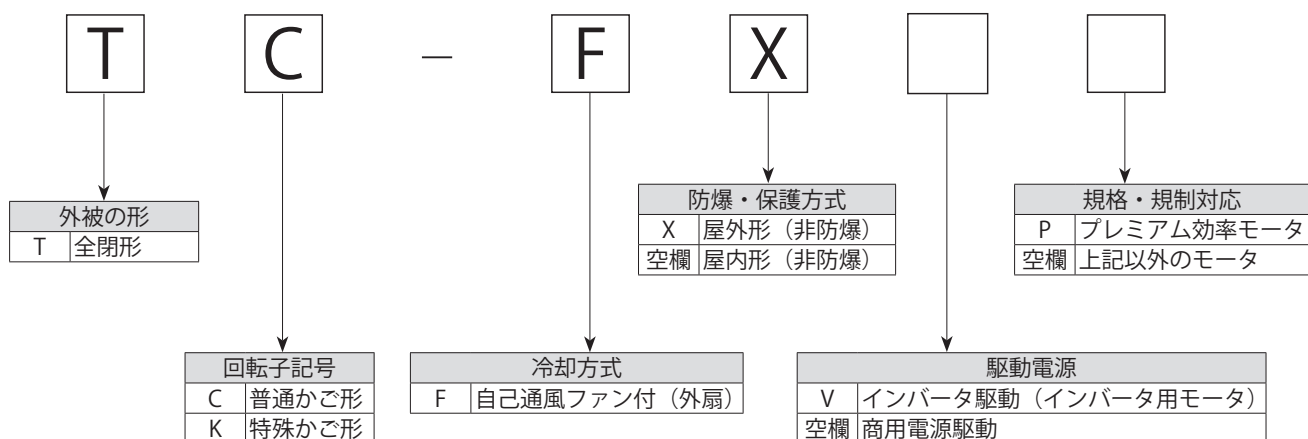 T C － F X
外被の形
T 全閉形
防爆・保護方式
X 屋外形（非防爆）
空欄 屋内形（非防爆）
規格・規制対応
P プレミアム効率モータ
空欄 上記以外のモータ
回転子記号
C 普通かご形
K 特殊かご形
冷却方式
F 自己通風ファン付（外扇）
駆動電源
V インバータ駆動（インバータ用モータ）
空欄 商用電源駆動